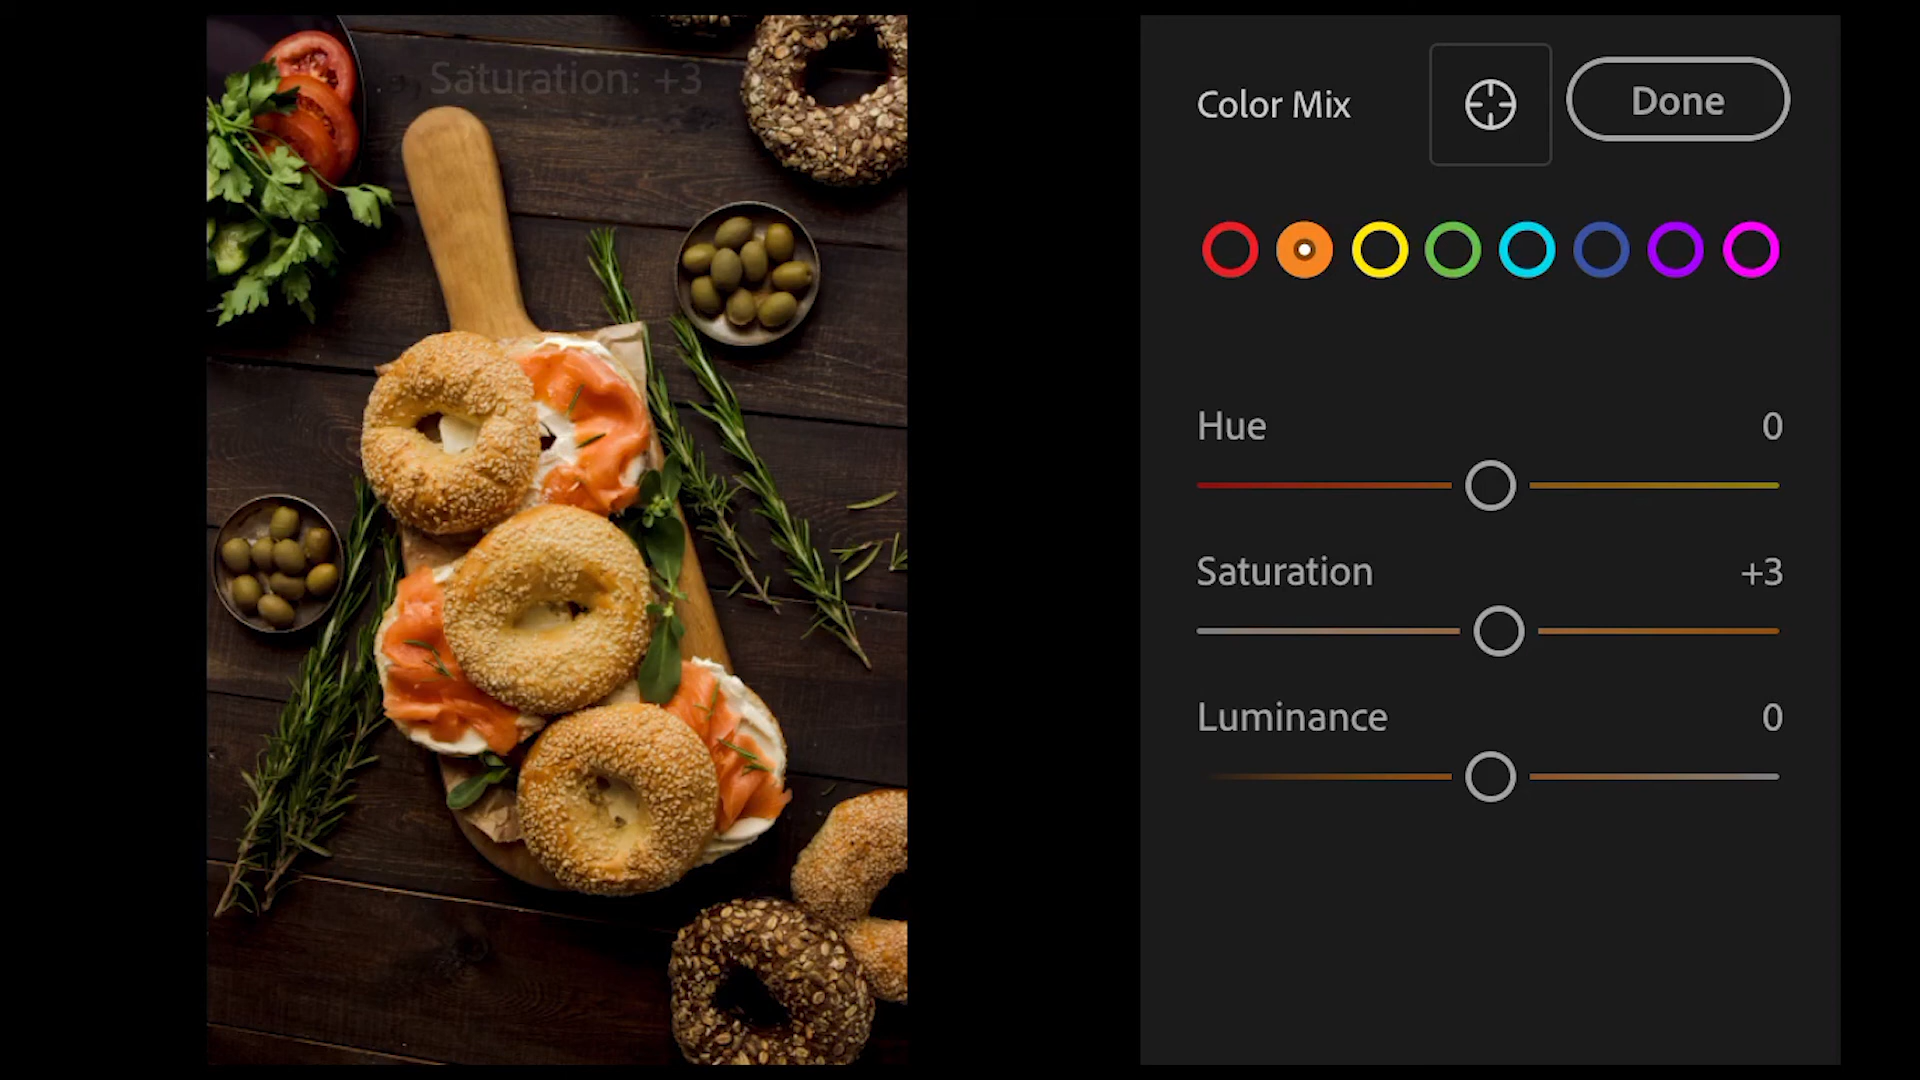 Saturation: +3
Color Mix
Done
Hue 0
Saturation +3
Luminance 0